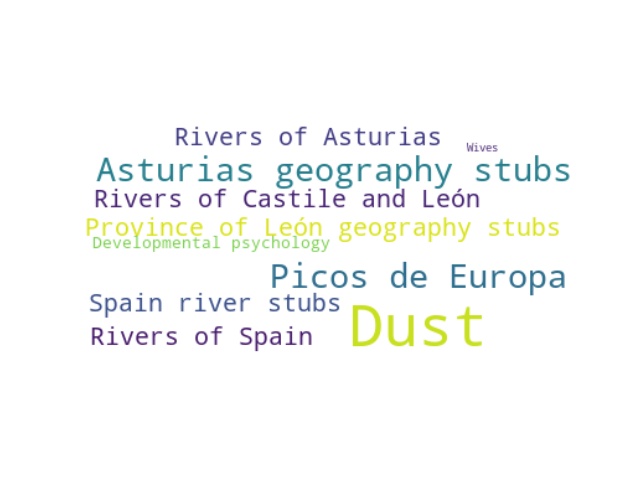 Rivers of Asturias
Wives
Asturias geography stubs
Rivers of Castile and León
Province of León geography stubs
Developmental psychology
Picos de Europa
Spain river stubs
Dust
Rivers of Spain